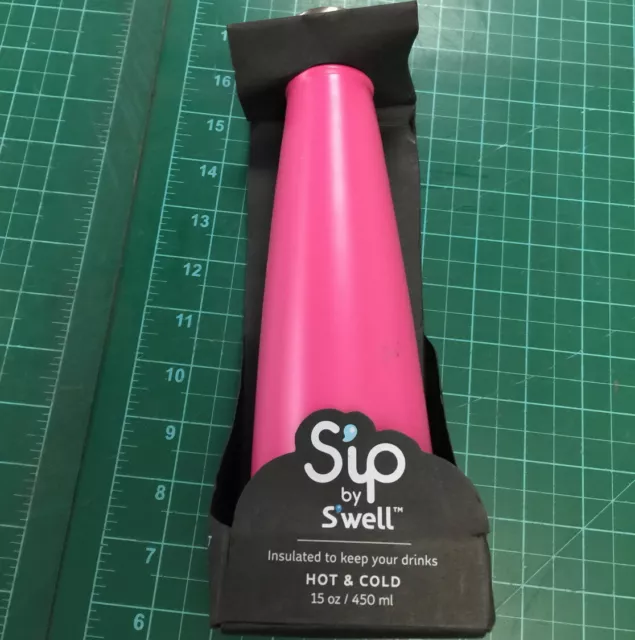 16
15
14
13
12
11
10
9
8
7
6
S'ip
by
S'well™
Insulated to keep your drinks
HOT & COLD
15 oz / 450 ml